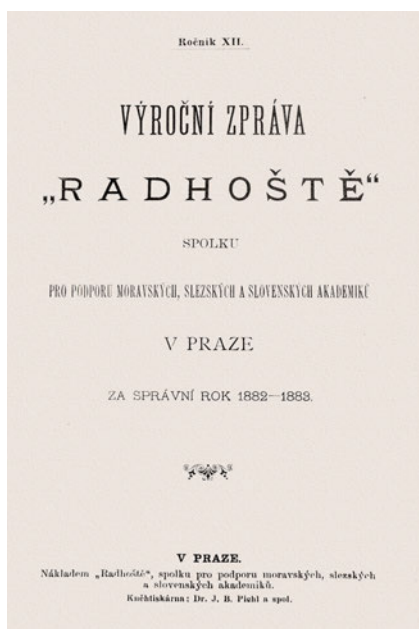 Ročník XII.
VÝROČNÍ ZPRÁVA
„RADHOŠTĚ“
SPOLKU
PRO PODPORU MORAVSKÝCH, SLEZSKÝCH A SLOVENSKÝCH AKADEMIKŮ
V PRAZE
ZA SPRÁVNÍ ROK 1882—1883.
V PRAZE.
Nákladem „Radhoště“, spolku pro podporu moravských, slezských
a slovenských akademiků.
Knihtiskárna: Dr. J. B. Pichl a spol.